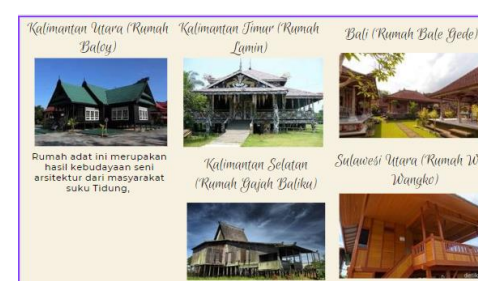 Kalimantan Utara (Rumah
Baloy)
Rumah adat ini merupakan
hasil kebudayaan seni
arsitektur dari masyarakat
suku Tidung,
Kalimantan Timur (Rumah
Lamin)
Kalimantan Selatan
(Rumah Gajah Baliku)
Bali (Rumah Bale Gede)
Sulawesi Utara (Rumah W
Wangko)